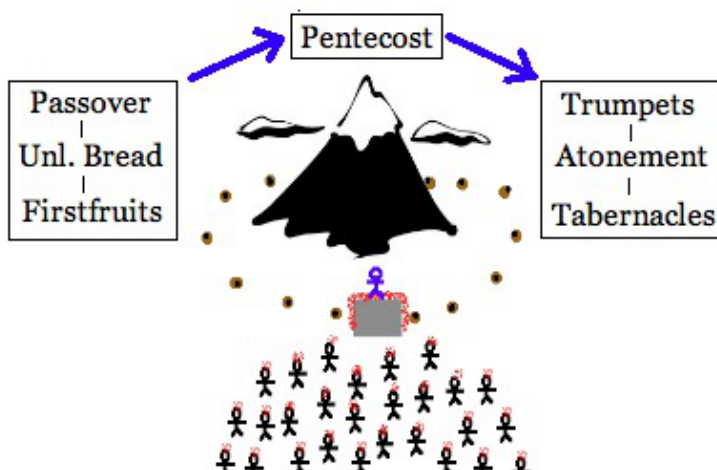 Pentecost
Passover
Unl. Bread
Firstfruits
Trumpets
Atonement
Tabernacles